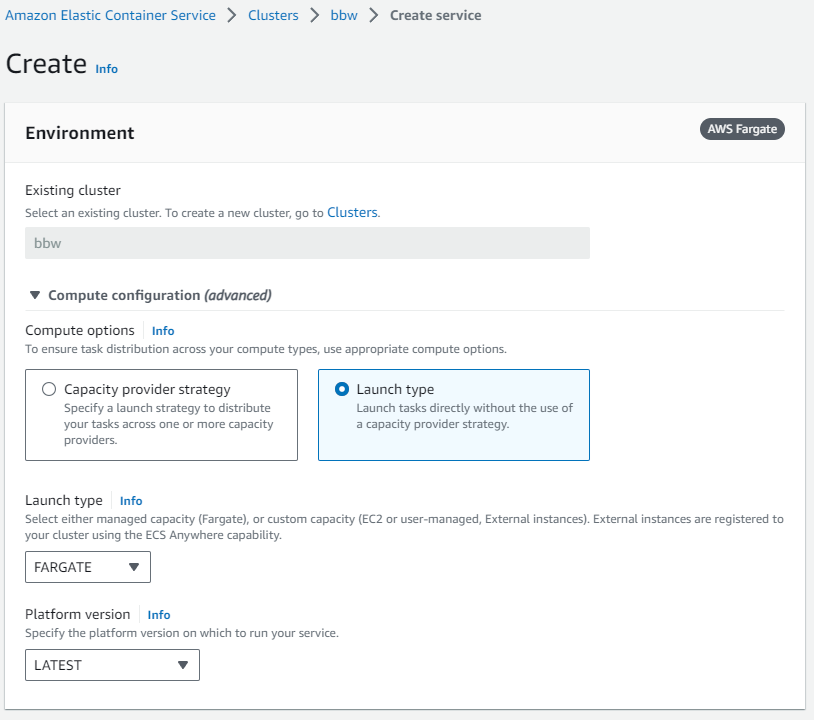 Amazon Elastic Container Service > Clusters > bbw > Create service
Create Info
Environment AWS Fargate
Existing cluster
Select an existing cluster. To create a new cluster, go to Clusters.
bbw
Compute configuration (advanced)
Compute options Info
To ensure task distribution across your compute types, use appropriate compute options.
Capacity provider strategy
Specify a launch strategy to distribute
your tasks across one or more capacity
providers.
Launch type
Launch tasks directly without the use of
a capacity provider strategy.
Launch type Info
Select either managed capacity (Fargate), or custom capacity (EC2 or user-managed, External instances). External instances are registered to
your cluster using the ECS Anywhere capability.
FARGATE
Platform version Info
Specify the platform version on which to run your service.
LATEST